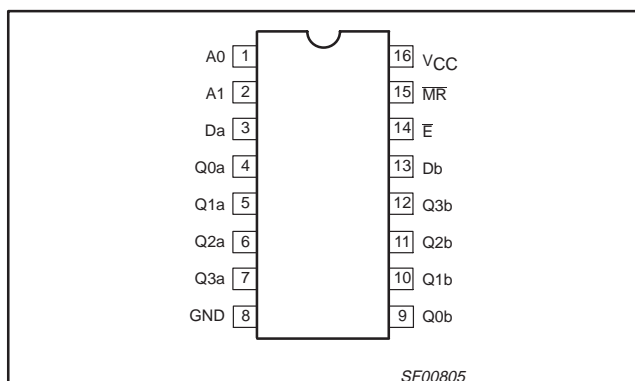 A0 1 16 VCC
A1 2 15 M̅R̅
Da 3 14 E̅
Q0a 4 13 Db
Q1a 5 12 Q3b
Q2a 6 11 Q2b
Q3a 7 10 Q1b
GND 8 9 Q0b
SF00805